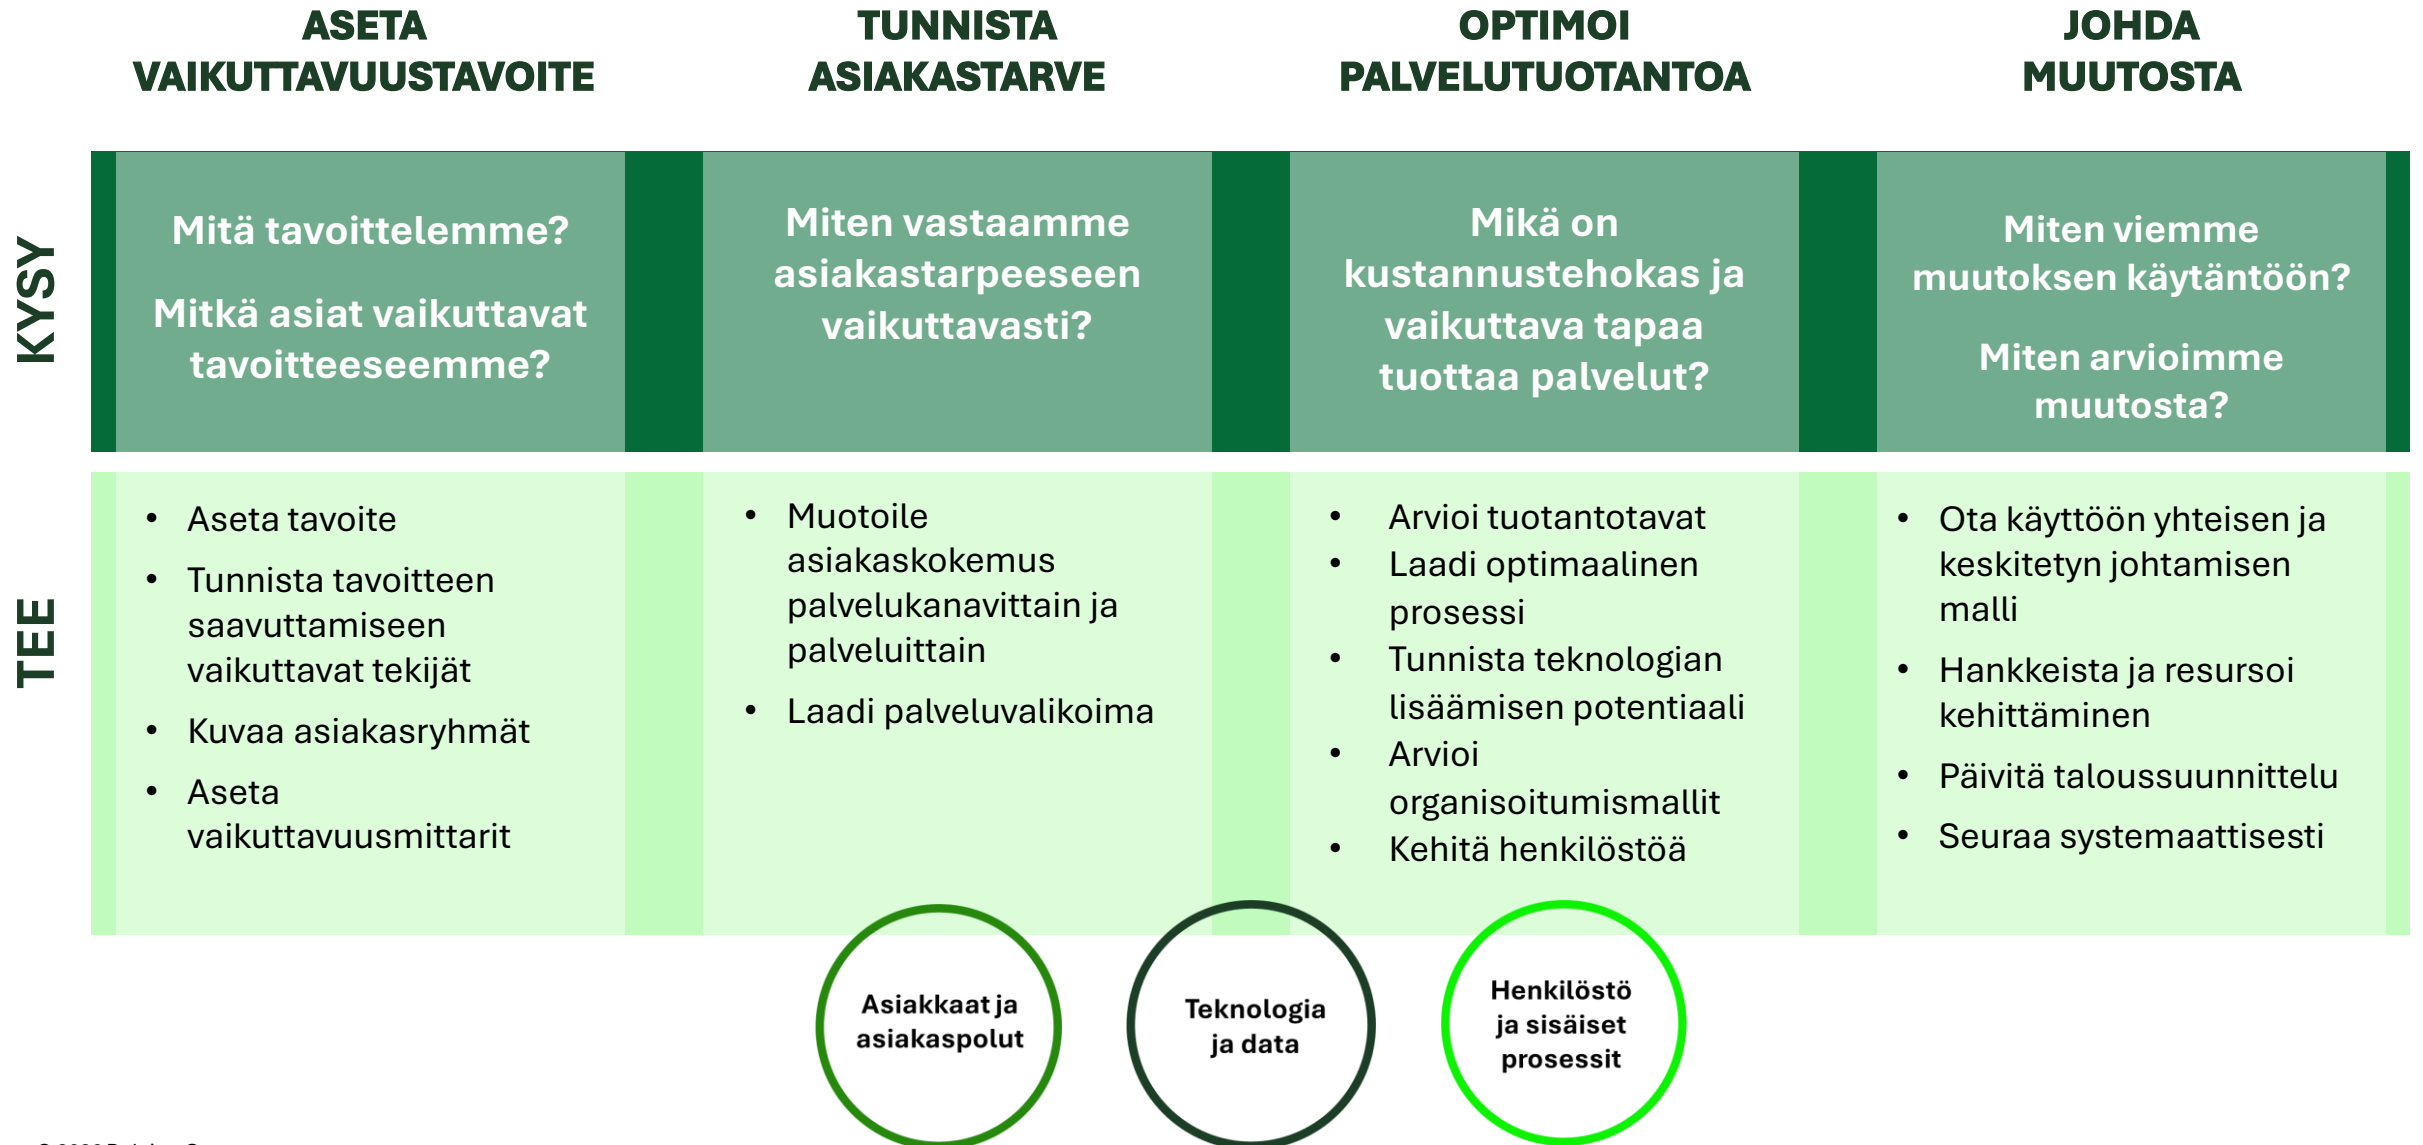 ASETA
VAIKUTTAVUUSTAVOITE
TUNNISTA
ASIAKASTARVE
OPTIMOI
PALVELUTUOTANTOA
JOHDA
MUUTOSTA
KYSY
Mitä tavoittelemme?
Mitkä asiat vaikuttavat
tavoitteeseemme?
Miten vastaamme
asiakastarpeeseen
vaikuttavasti?
Mikä on
kustannustehokas ja
vaikuttava tapaa
tuottaa palvelut?
Miten viemme
muutoksen käytäntöön?
Miten arvioimme
muutosta?
TEE
• Aseta tavoite
• Tunnista tavoitteen
saavuttamiseen
vaikuttavat tekijät
• Kuvaa asiakasryhmät
• Aseta
vaikuttavuusmittarit
• Muotoile
asiakaskokemus
palvelukanavittain ja
palveluittain
• Laadi palveluvalikoima
• Arvioi tuotantotavat
• Laadi optimaalinen
prosessi
• Tunnista teknologian
lisäämisen potentiaali
• Arvioi
organisoitumismallit
• Kehitä henkilöstöä
• Ota käyttöön yhteisen ja
keskitetyn johtamisen
malli
• Hankkeista ja resursoi
kehittäminen
• Päivitä taloussuunnittelu
• Seuraa systemaattisesti
Asiakkaat ja
asiakaspolut
Teknologia
ja data
Henkilöstö
ja sisäiset
prosessit